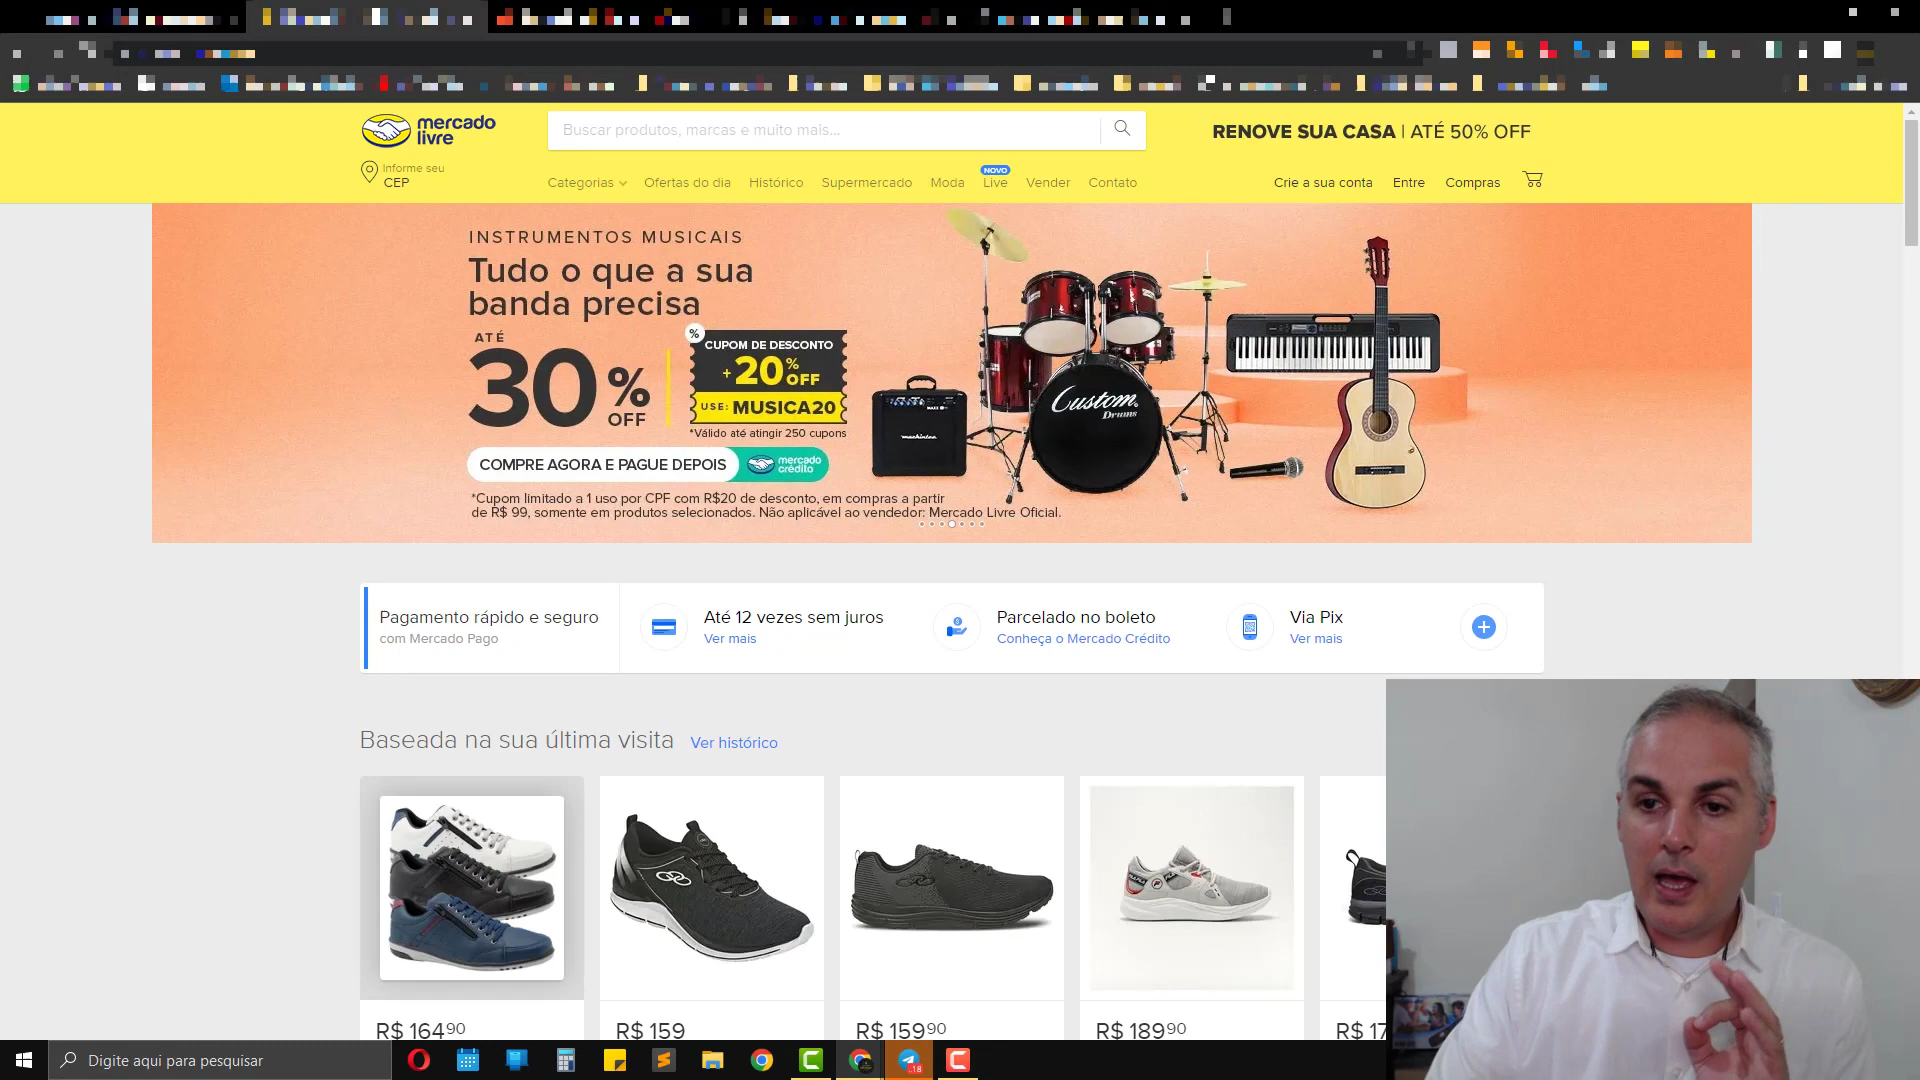 mercado
livre
Buscar produtos, marcas e muito mais...
RENOVE SUA CASA | ATÉ 50% OFF
Informe seu
CEP
Categorias
Ofertas do dia
Histórico
Supermercado
Moda
NOVO
Live
Vender
Contato
Crie a sua conta
Entre
Compras
INSTRUMENTOS MUSICAIS
Tudo o que a sua
banda precisa
ATÉ
30%
OFF
%
CUPOM DE DESCONTO
+20%
OFF
USE: MUSICA20
*Válido até atingir 250 cupons
COMPRE AGORA E PAGUE DEPOIS
mercado
crédito
*Cupom limitado a 1 uso por CPF com R$20 de desconto, em compras a partir
de R$ 99, somente em produtos selecionados. Não aplicável ao vendedor: Mercado Livre Oficial.
Custom
Drums
Pagamento rápido e seguro
com Mercado Pago
Até 12 vezes sem juros
Ver mais
Parcelado no boleto
Conheça o Mercado Crédito
Via Pix
Ver mais
Baseada na sua última visita
Ver histórico
R$ 164 90
R$ 159
R$ 159 90
R$ 189 90
R$ 17
Digite aqui para pesquisar
18